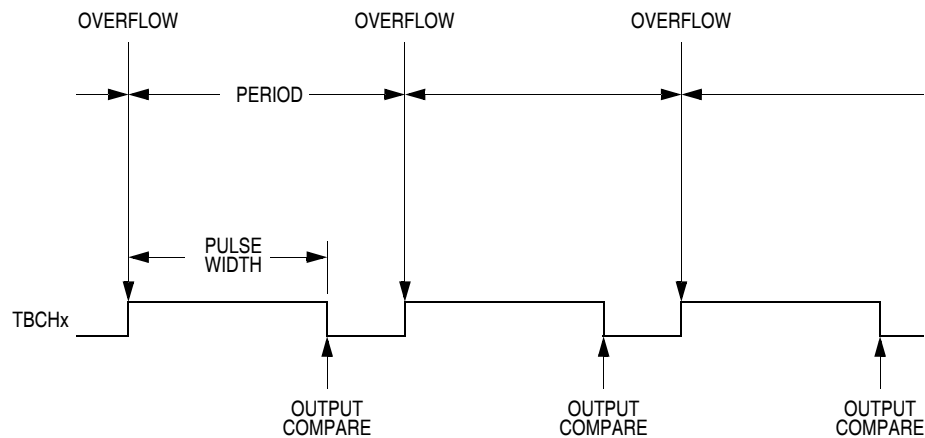 OVERFLOW
OVERFLOW
OVERFLOW
PERIOD
PULSE
WIDTH
TBCHx
OUTPUT
COMPARE
OUTPUT
COMPARE
OUTPUT
COMPARE